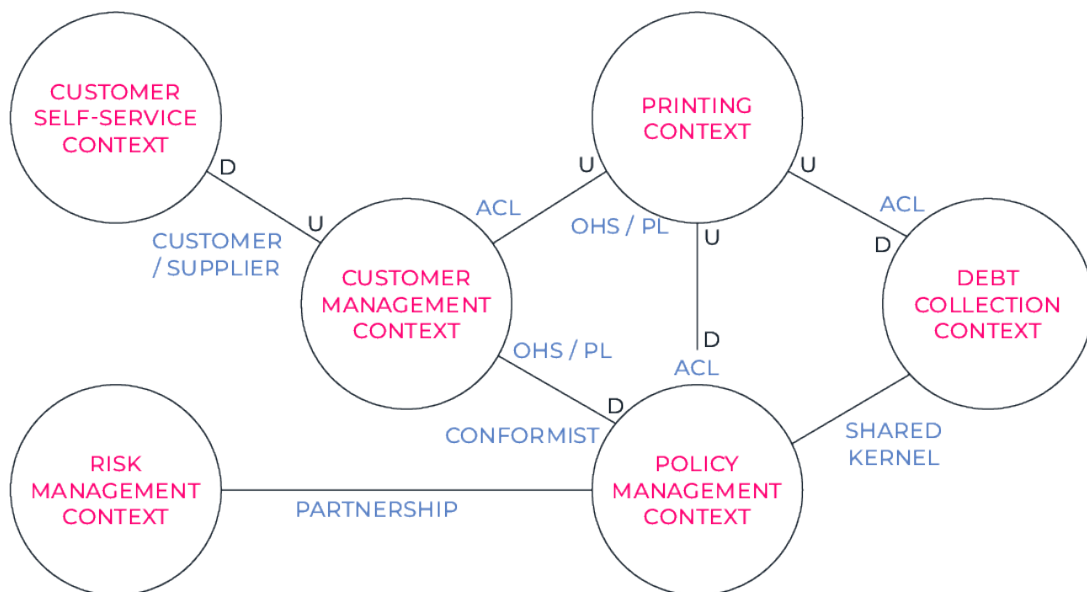 CUSTOMER
SELF-SERVICE
CONTEXT
PRINTING
CONTEXT
D
U
U
U
ACL
ACL
CUSTOMER
/ SUPPLIER
OHS / PL
U
D
CUSTOMER
MANAGEMENT
CONTEXT
DEBT
COLLECTION
CONTEXT
OHS / PL
D
ACL
D
CONFORMIST
SHARED
KERNEL
RISK
MANAGEMENT
CONTEXT
PARTNERSHIP
POLICY
MANAGEMENT
CONTEXT